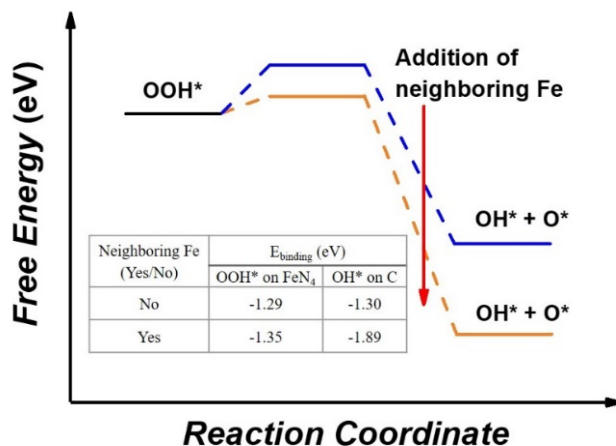 Free Energy (eV)
OOH*
Addition of
neighboring Fe
OH* + O*
OH* + O*
Neighboring Fe
(Yes/No)
E_binding (eV)
OOH* on FeN₄
OH* on C
No -1.29 -1.30
Yes -1.35 -1.89
Reaction Coordinate